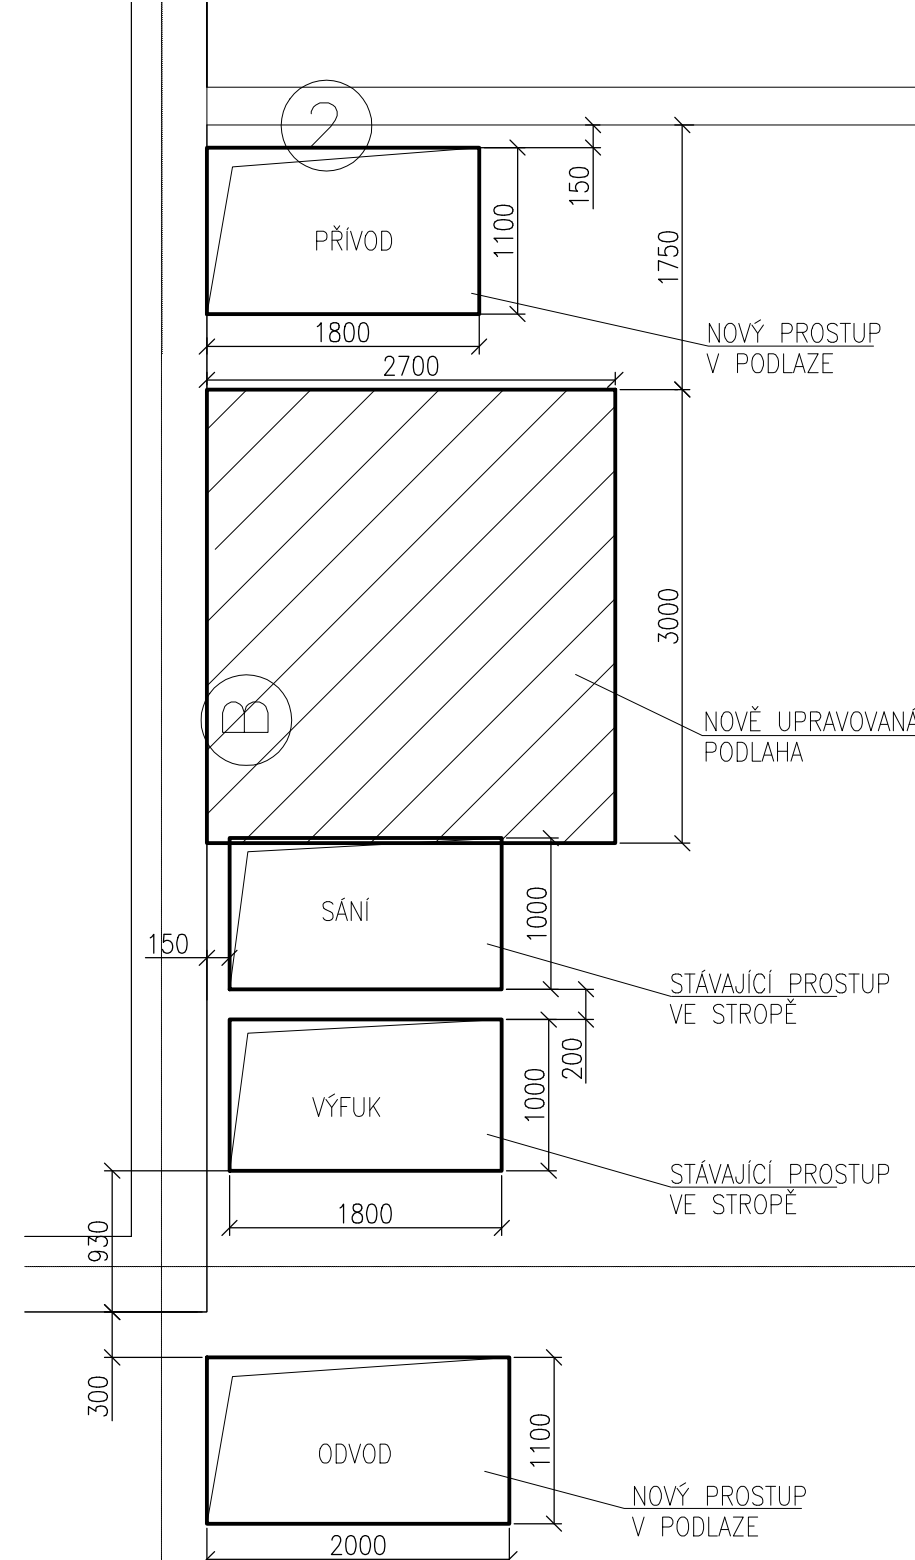 2
150
1100
1750
PŘÍVOD
1800
NOVÝ PROSTUP
V PODLAZE
2700
3000
B
NOVĚ UPRAVOVANÁ
PODLAHA
SÁNÍ
1000
150
STÁVAJÍCÍ PROSTUP
VE STROPĚ
200
VÝFUK
1000
STÁVAJÍCÍ PROSTUP
VE STROPĚ
1800
930
300
ODVOD
1100
NOVÝ PROSTUP
V PODLAZE
2000